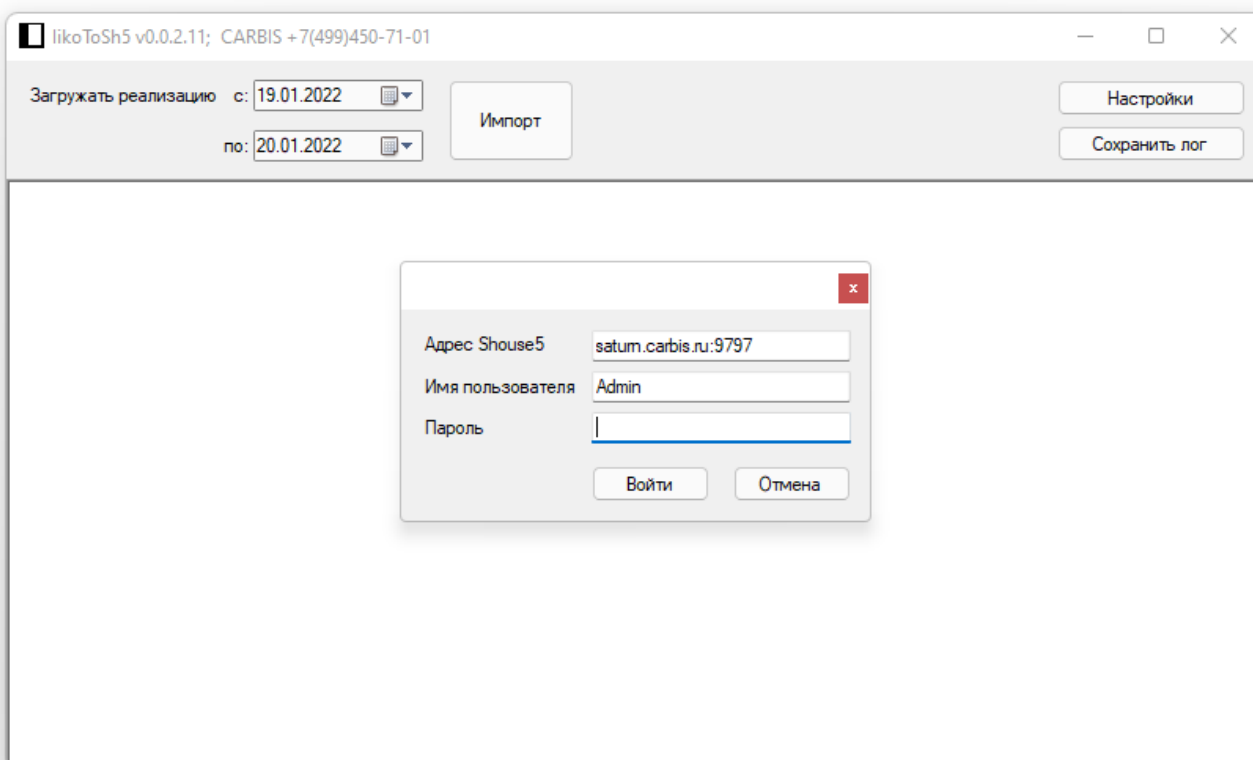 IikoToSh5 v0.0.2.11; CARBIS +7(499)450-71-01
Загружать реализацию с: 19.01.2022
по: 20.01.2022
Импорт
Настройки
Сохранить лог
x
Адрес Shouse5 saturn.carbis.ru:9797
Имя пользователя Admin
Пароль
Войти Отмена